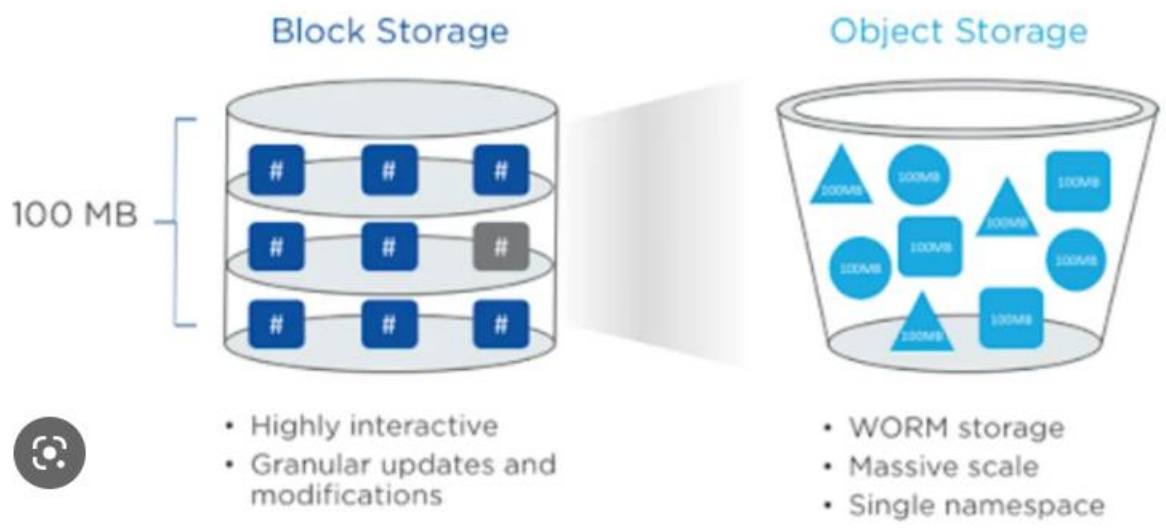 Block Storage
Object Storage
100 MB
# # #
# # #
# # #
100MB
100MB
100MB
100MB
100MB
100MB
100MB
100MB
100MB
• Highly interactive
• Granular updates and
modifications
• WORM storage
• Massive scale
• Single namespace